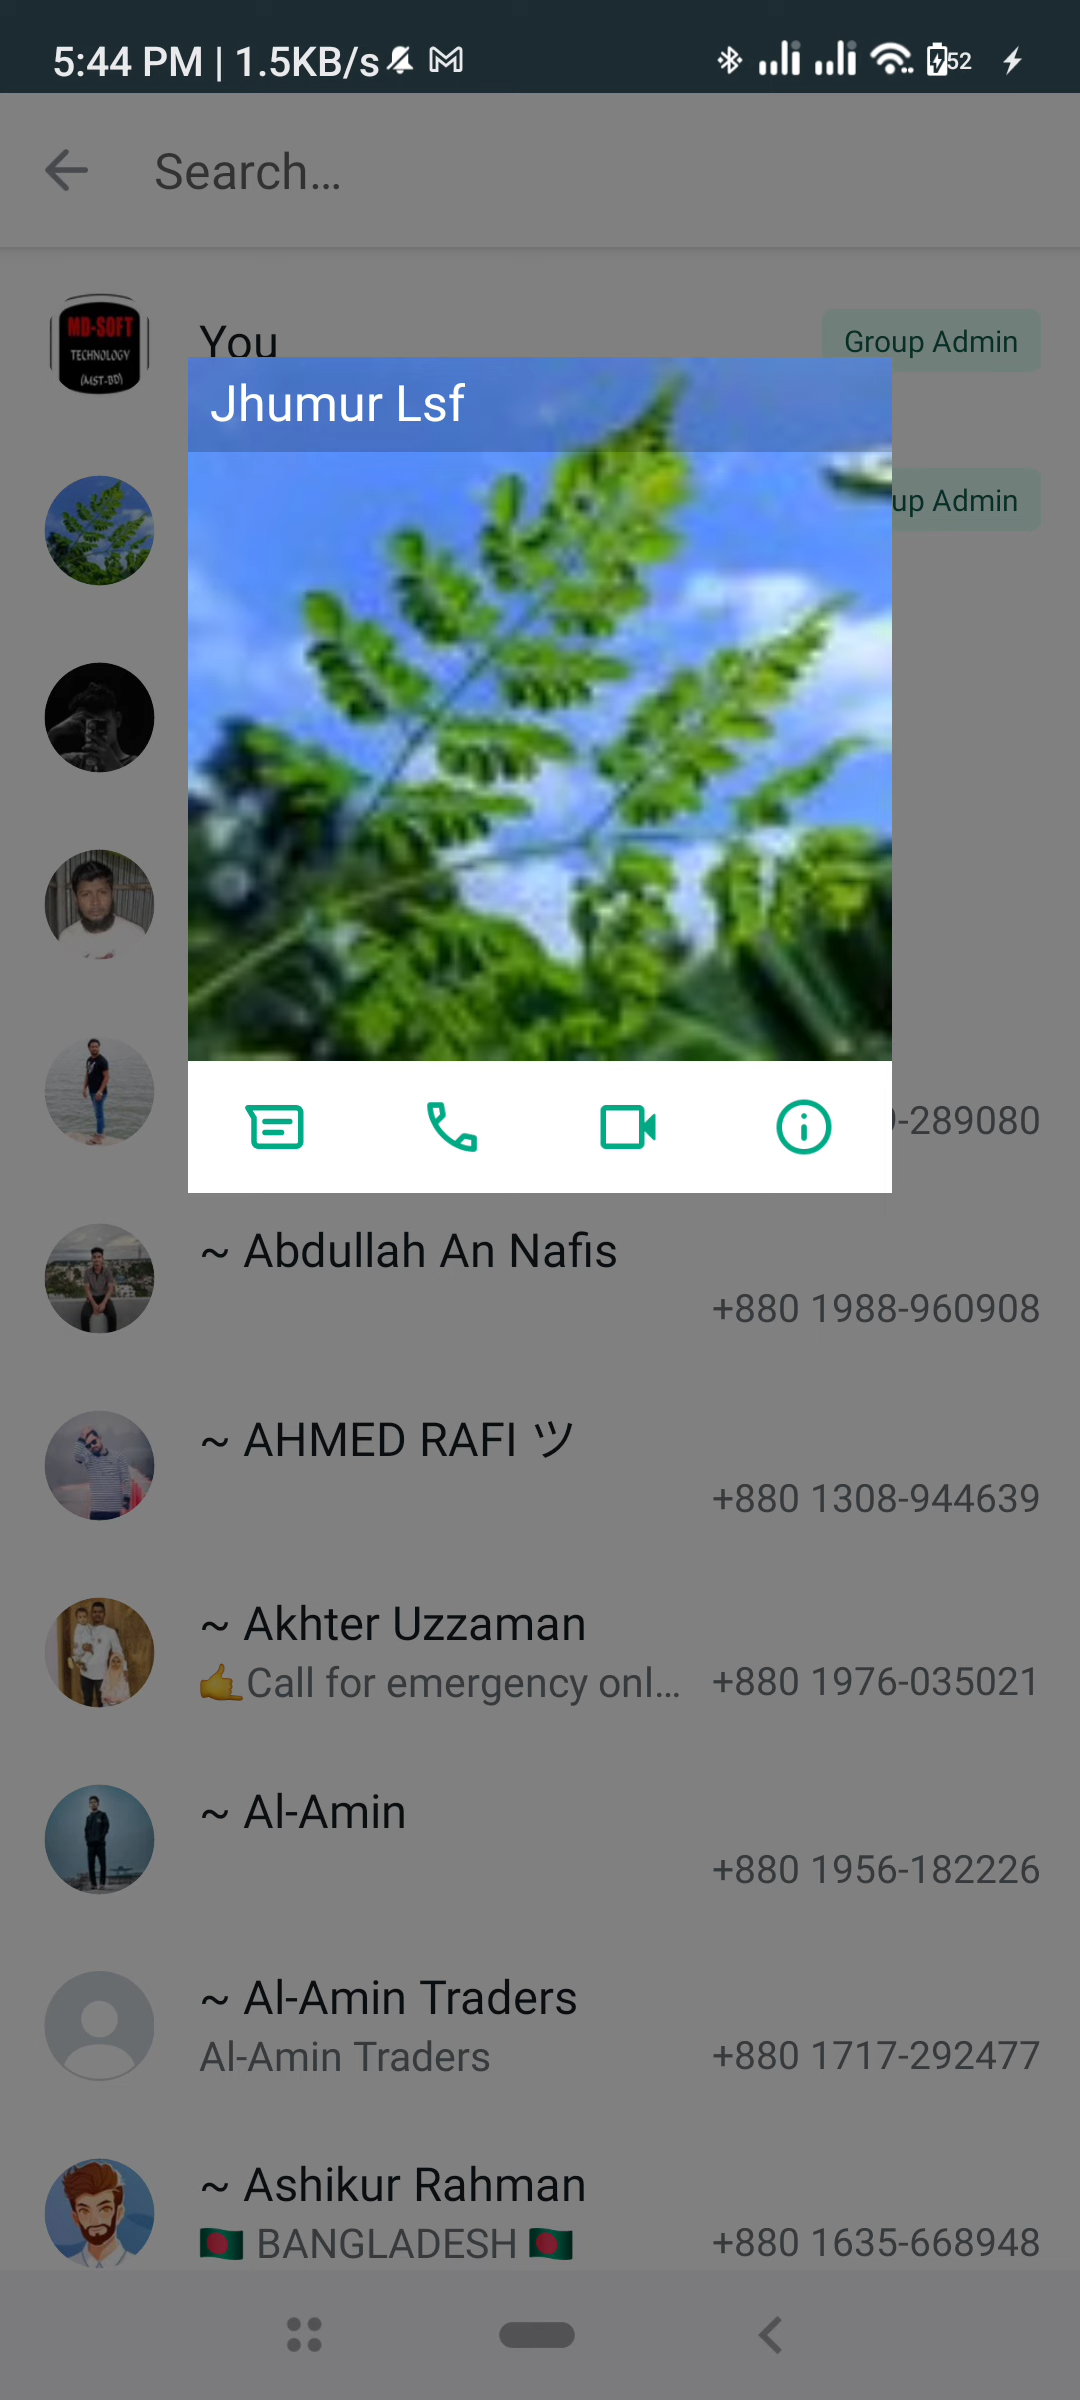 5:44 PM | 1.5KB/s
52
Search...
MD-SOFT
TECHNOLOGY
(MST-BD)
You
Group Admin
Jhumur Lsf
up Admin
-289080
~ Abdullah An Nafis
+880 1988-960908
~ AHMED RAFI ツ
+880 1308-944639
~ Akhter Uzzaman
🤙Call for emergency onl... +880 1976-035021
~ Al-Amin
+880 1956-182226
~ Al-Amin Traders
Al-Amin Traders +880 1717-292477
~ Ashikur Rahman
🇧🇩 BANGLADESH 🇧🇩 +880 1635-668948